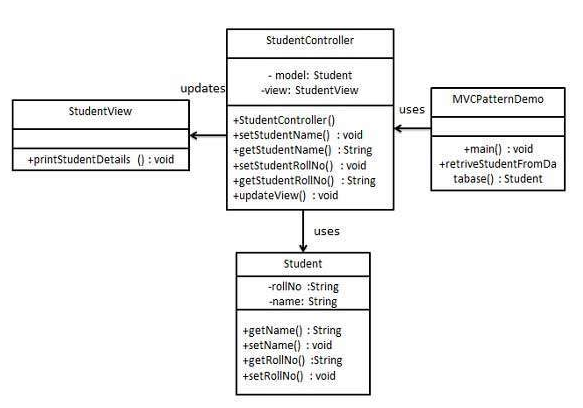 StudentController
- model: Student
-view: StudentView
+StudentController()
+setStudentName() : void
+getStudentName() : String
+setStudentRollNo() : void
+getStudentRollNo() : String
+updateView() : void
updates
StudentView
+printStudentDetails () : void
uses
MVCPatternDemo
+main() : void
+retriveStudentFromDa
tabase() : Student
uses
Student
-rollNo :String
-name: String
+getName() : String
+setName() : void
+getRollNo() :String
+setRollNo() : void